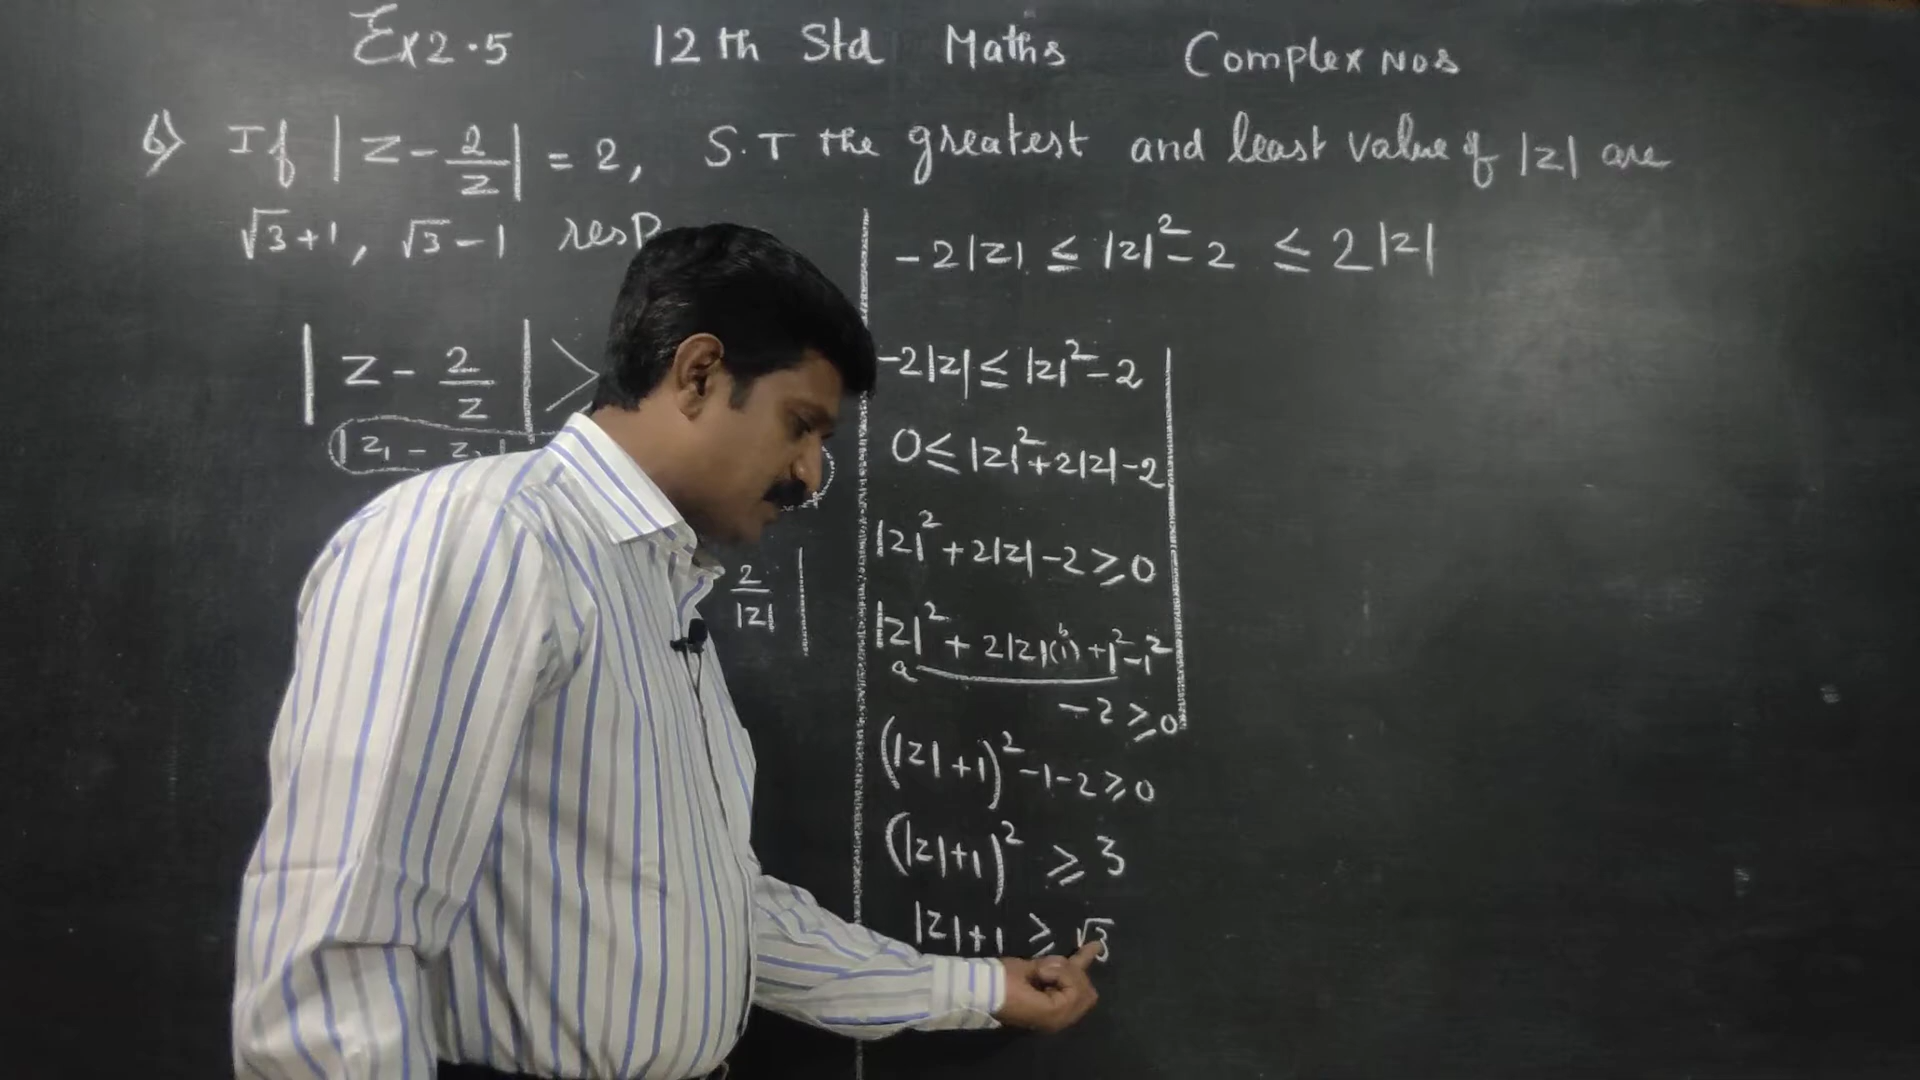 Ex 2.5 12th Std Maths Complex Nos
6) If |z - 2/z| = 2, S.T the greatest and least value of |z| are
√3+1, √3-1 resp
|z - 2/z| >
|z₁ - z₂|
2/|z| |
-2|z| ≤ |z|² - 2 ≤ 2|z|
-2|z| ≤ |z|² - 2
0 ≤ |z|² + 2|z| - 2
|z|² + 2|z| - 2 ≥ 0
|z|² + 2|z|(1) + 1² - 1²
a b
-2 ≥ 0
(|z|+1)² - 1 - 2 ≥ 0
(|z|+1)² ≥ 3
|z|+1 ≥ √3